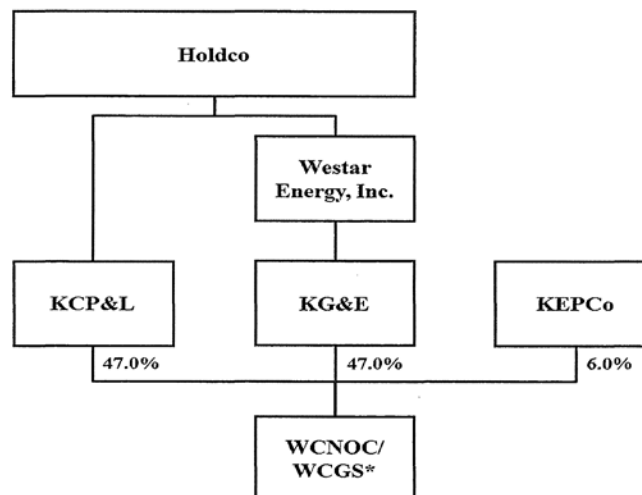 Holdco
Westar
Energy, Inc.
KCP&L
KG&E
KEPCo
47.0%
47.0%
6.0%
WCNOC/
WCGS*